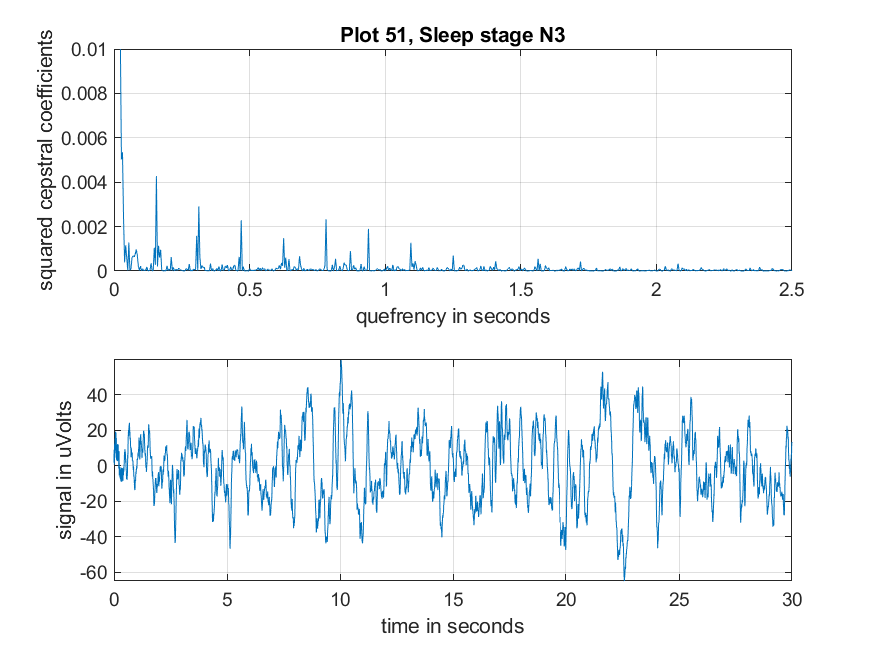 Plot 51, Sleep stage N3
squared cepstral coefficients
0.01
0.008
0.006
0.004
0.002
0
0 0.5 1 1.5 2 2.5
quefrency in seconds
signal in uVolts
40
20
0
-20
-40
-60
0 5 10 15 20 25 30
time in seconds